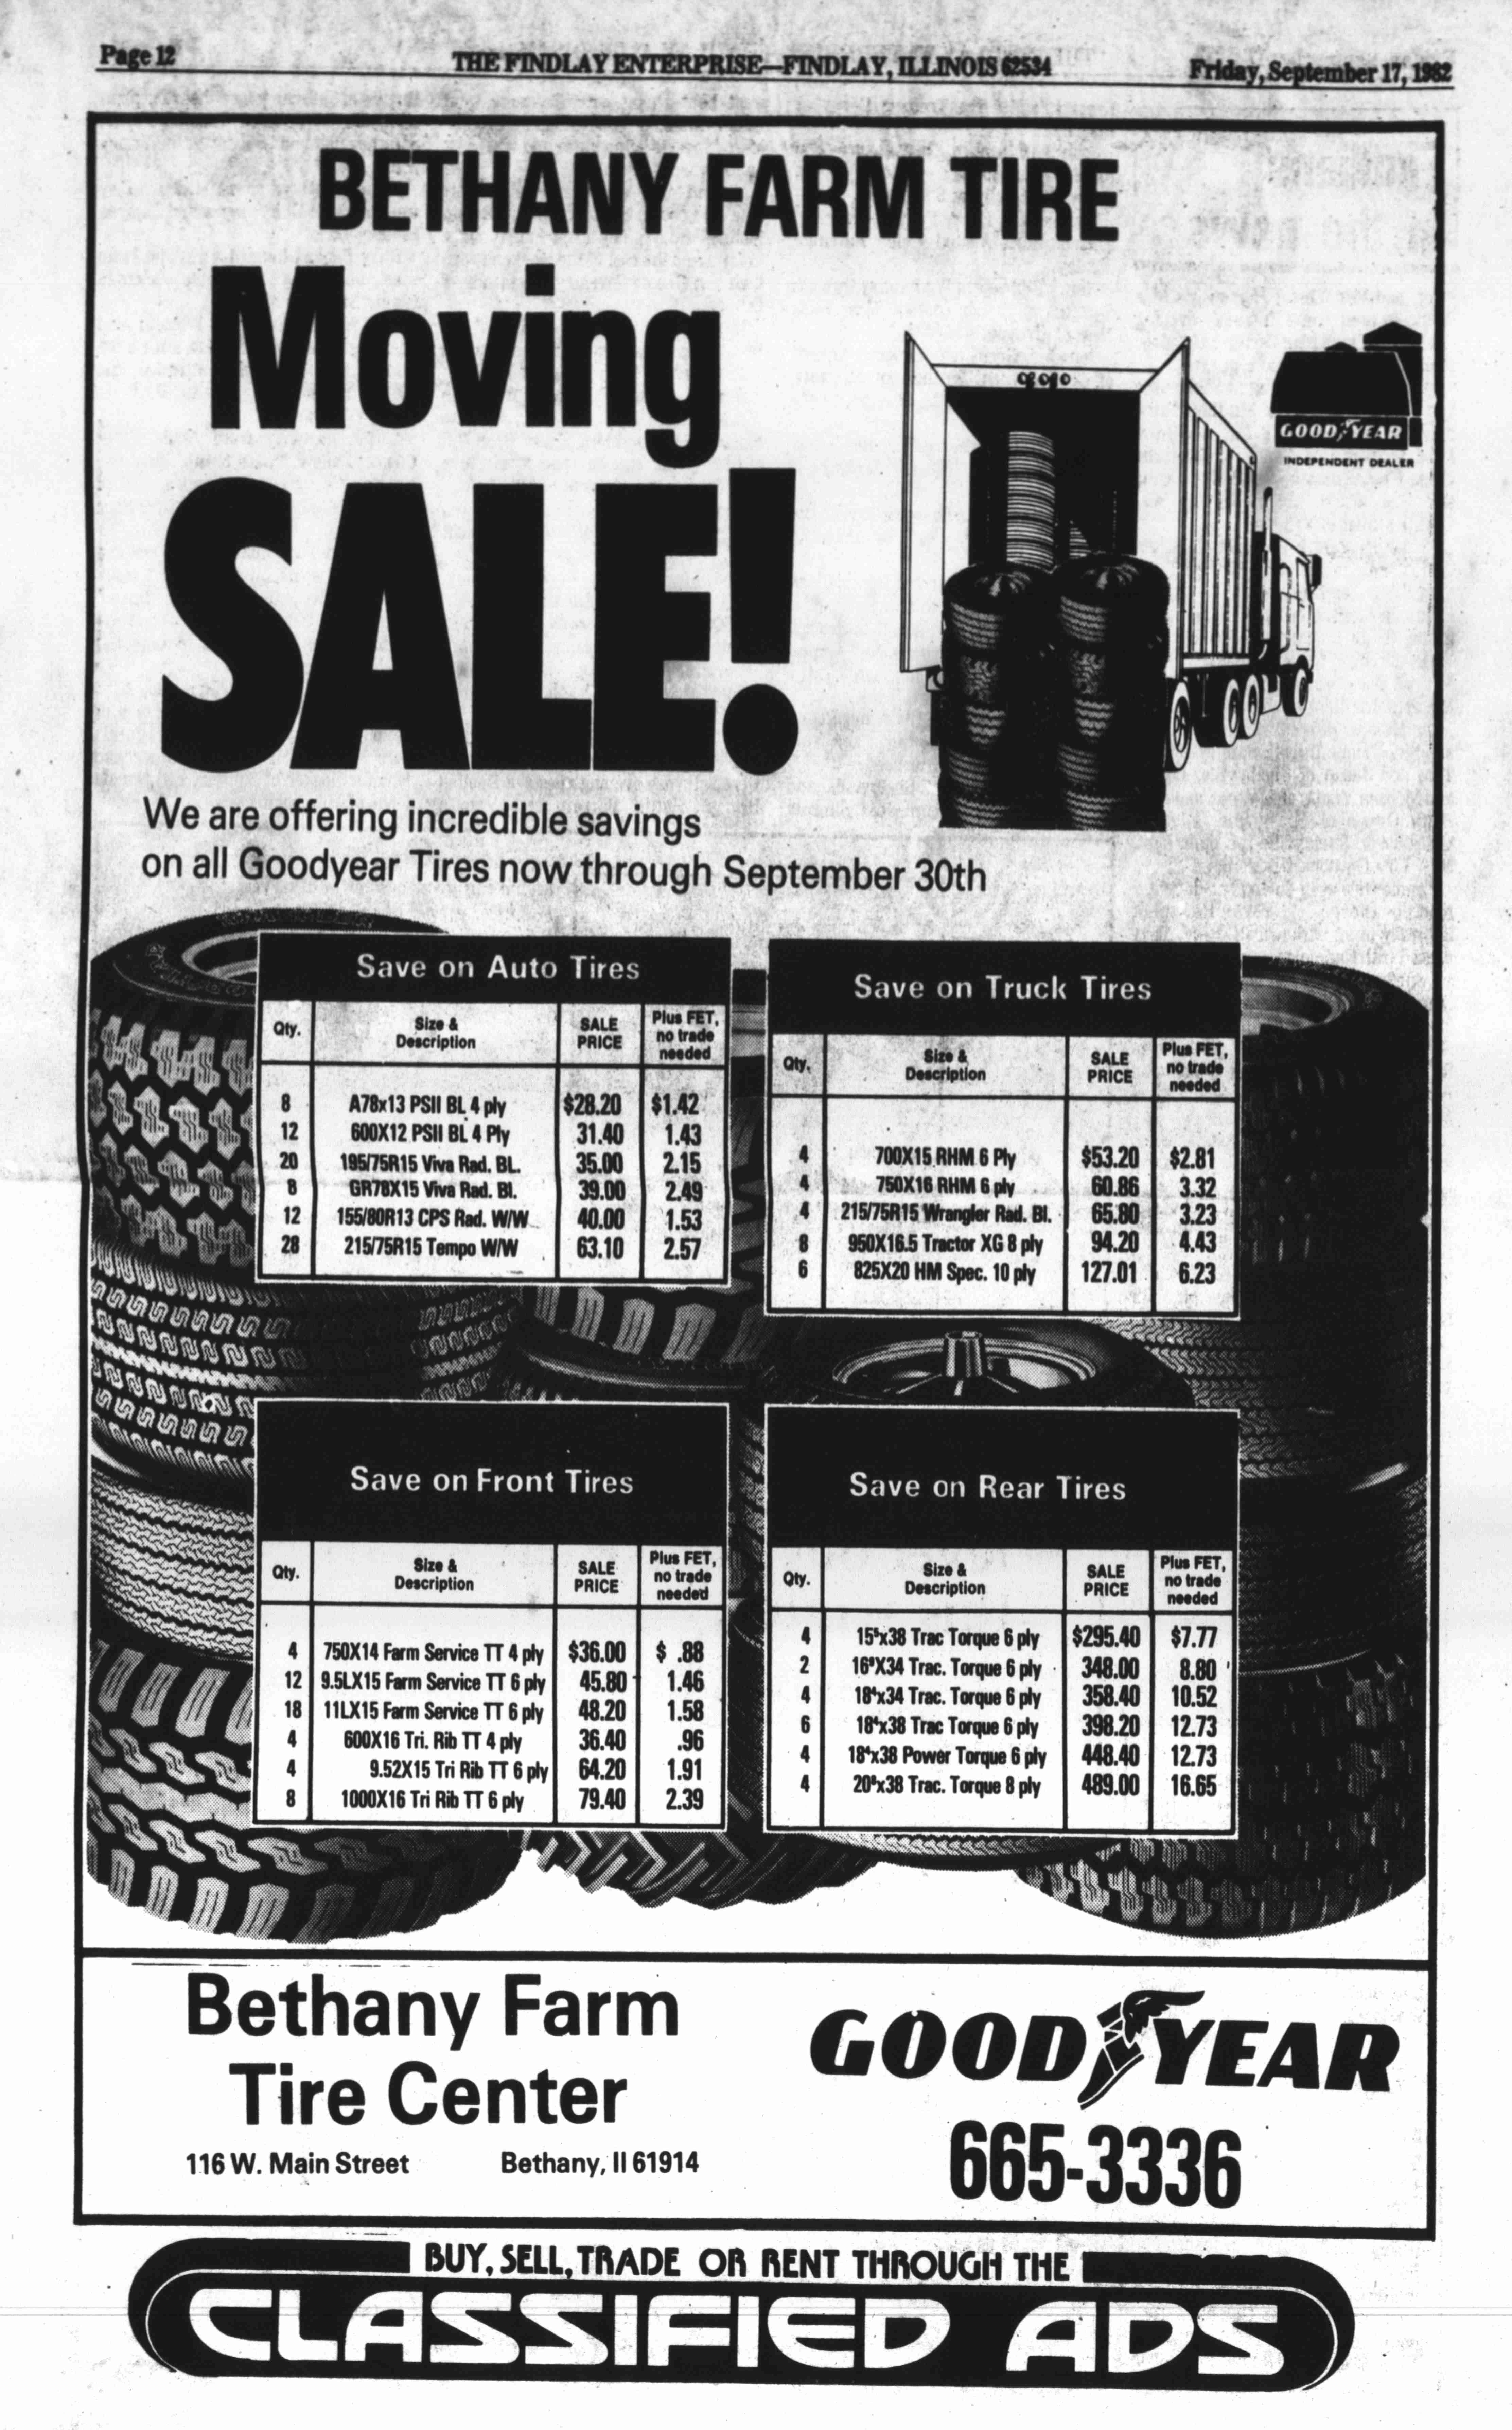 Page 12
THE FINDLAY ENTERPRISE—FINDLAY, ILLINOIS 62534
Friday, September 17, 1982
BETHANY FARM TIRE
Moving
SALE!
GOODYEAR
INDEPENDENT DEALER
We are offering incredible savings
on all Goodyear Tires now through September 30th
Save on Auto Tires
Qty. Size & Description SALE PRICE Plus FET, no trade needed
8 A78x13 PSII BL 4 ply $28.20 $1.42
12 600X12 PSII BL 4 Ply 31.40 1.43
20 195/75R15 Viva Rad. BL. 35.00 2.15
8 GR78X15 Viva Rad. Bl. 39.00 2.49
12 155/80R13 CPS Rad. W/W 40.00 1.53
28 215/75R15 Tempo W/W 63.10 2.57
Save on Truck Tires
Qty. Size & Description SALE PRICE Plus FET, no trade needed
4 700X15 RHM 6 Ply $53.20 $2.81
4 750X16 RHM 6 ply 60.86 3.32
4 215/75R15 Wrangler Rad. Bl. 65.80 3.23
8 950X16.5 Tractor XG 8 ply 94.20 4.43
6 825X20 HM Spec. 10 ply 127.01 6.23
Save on Front Tires
Qty. Size & Description SALE PRICE Plus FET, no trade needed
4 750X14 Farm Service TT 4 ply $36.00 $ .88
12 9.5LX15 Farm Service TT 6 ply 45.80 1.46
18 11LX15 Farm Service TT 6 ply 48.20 1.58
4 600X16 Tri. Rib TT 4 ply 36.40 .96
4 9.52X15 Tri Rib TT 6 ply 64.20 1.91
8 1000X16 Tri Rib TT 6 ply 79.40 2.39
Save on Rear Tires
Qty. Size & Description SALE PRICE Plus FET, no trade needed
4 15⁵x38 Trac Torque 6 ply $295.40 $7.77
2 16⁹X34 Trac. Torque 6 ply 348.00 8.80
4 18⁴x34 Trac. Torque 6 ply 358.40 10.52
6 18⁴x38 Trac Torque 6 ply 398.20 12.73
4 18⁴x38 Power Torque 6 ply 448.40 12.73
4 20⁸x38 Trac. Torque 8 ply 489.00 16.65
Bethany Farm
Tire Center
116 W. Main Street Bethany, Il 61914
GOODYEAR
665-3336
BUY, SELL, TRADE OR RENT THROUGH THE
CLASSIFIED ADS